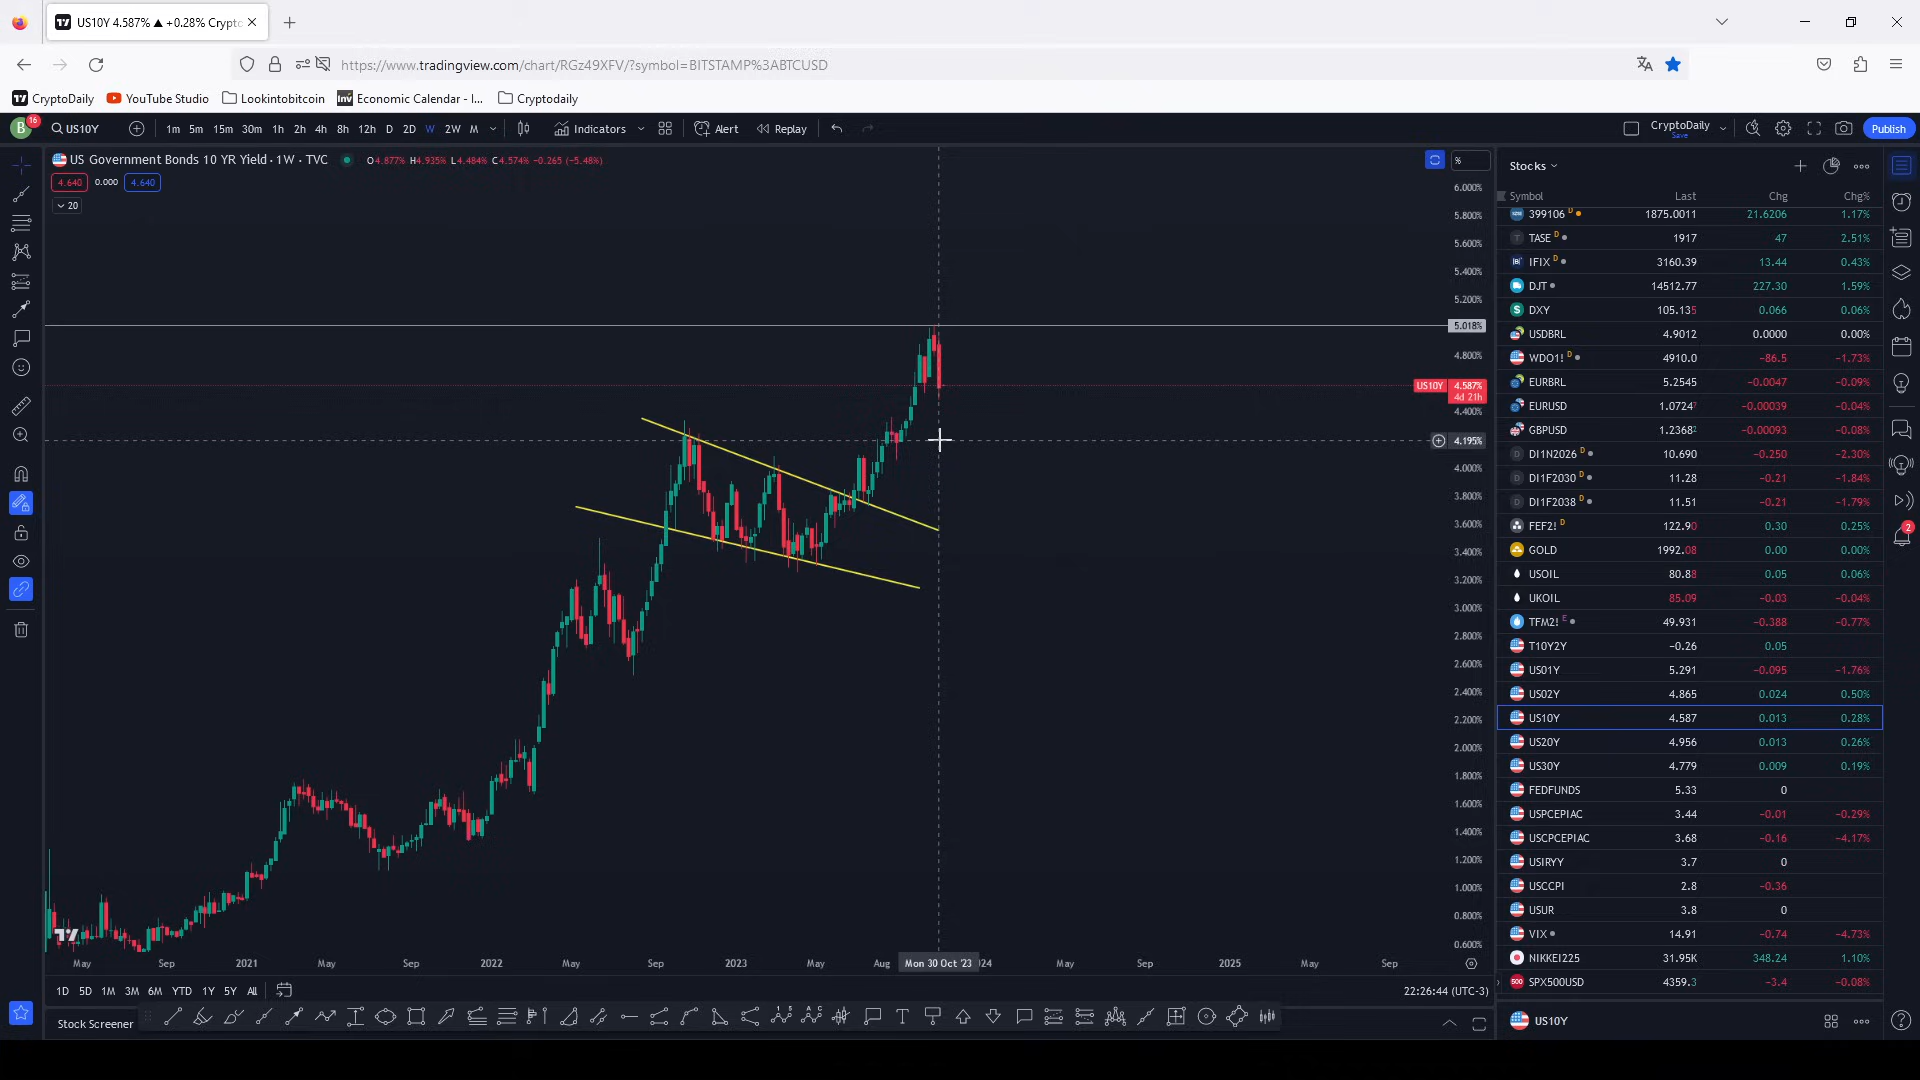 US10Y 4.587% ▲ +0.28% Crypto
https://www.tradingview.com/chart/RGz49XFV/?symbol=BITSTAMP%3ABTCUSD
CryptoDaily YouTube Studio Lookintobitcoin Inv Economic Calendar - I... Cryptodaily
B 16 US10Y 1m 5m 15m 30m 1h 2h 4h 8h 12h D 2D W 2W M Indicators Alert Replay CryptoDaily Save Publish
US Government Bonds 10 YR Yield · 1W · TVC O4.877% H4.935% L4.484% C4.574% −0.265 (−5.48%) %
4.640 0.000 4.640
20
6.000%
5.800%
5.600%
5.400%
5.200%
5.018%
4.800%
US10Y 4.587%
4d 21h
4.400%
4.195%
4.000%
3.800%
3.600%
3.400%
3.200%
3.000%
2.800%
2.600%
2.400%
2.200%
2.000%
1.800%
1.600%
1.400%
1.200%
1.000%
0.800%
0.600%
May Sep 2021 May Sep 2022 May Sep 2023 May Aug Mon 30 Oct '23 24 May Sep 2025 May Sep
1D 5D 1M 3M 6M YTD 1Y 5Y All 22:26:44 (UTC-3)
Stock Screener
Stocks
Symbol Last Chg Chg%
399106 D 1875.0011 21.6206 1.17%
TASE D 1917 47 2.51%
IFIX D 3160.39 13.44 0.43%
DJT 14512.77 227.30 1.59%
DXY 105.135 0.066 0.06%
USDBRL 4.9012 0.0000 0.00%
WDO1! D 4910.0 −86.5 −1.73%
EURBRL 5.2545 −0.0047 −0.09%
EURUSD 1.07247 −0.00039 −0.04%
GBPUSD 1.23682 −0.00093 −0.08%
DI1N2026 D 10.690 −0.250 −2.30%
DI1F2030 D 11.28 −0.21 −1.84%
DI1F2038 D 11.51 −0.21 −1.79%
FEF2! D 122.90 0.30 0.25%
GOLD 1992.08 0.00 0.00%
USOIL 80.88 0.05 0.06%
UKOIL 85.09 −0.03 −0.04%
TFM2! E 49.931 −0.388 −0.77%
T10Y2Y −0.26 0.05
US01Y 5.291 −0.095 −1.76%
US02Y 4.865 0.024 0.50%
US10Y 4.587 0.013 0.28%
US20Y 4.956 0.013 0.26%
US30Y 4.779 0.009 0.19%
FEDFUNDS 5.33 0
USPCEPIAC 3.44 −0.01 −0.29%
USCPCEPIAC 3.68 −0.16 −4.17%
USIRYY 3.7 0
USCCPI 2.8 −0.36
USUR 3.8 0
VIX 14.91 −0.74 −4.73%
NIKKEI225 31.95K 348.24 1.10%
500 SPX500USD 4359.3 −3.4 −0.08%
US10Y
2